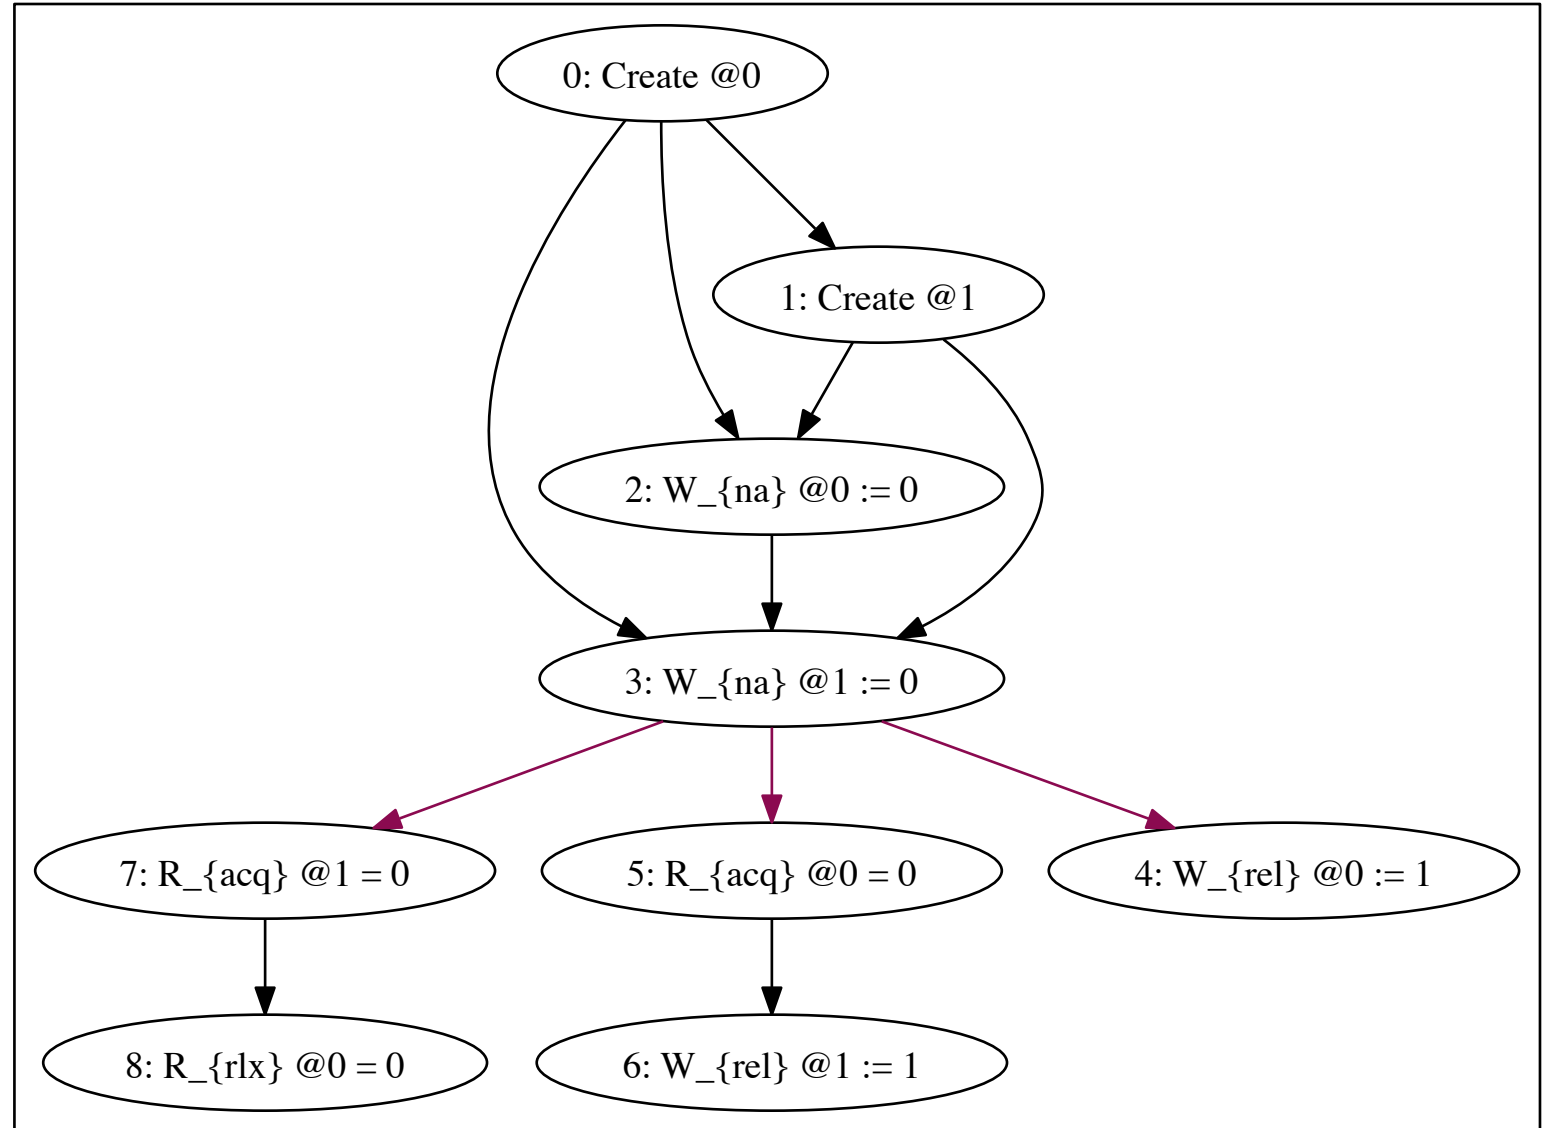 0: Create @0
1: Create @1
2: W_{na} @0 := 0
3: W_{na} @1 := 0
7: R_{acq} @1 = 0
5: R_{acq} @0 = 0
4: W_{rel} @0 := 1
8: R_{rlx} @0 = 0
6: W_{rel} @1 := 1